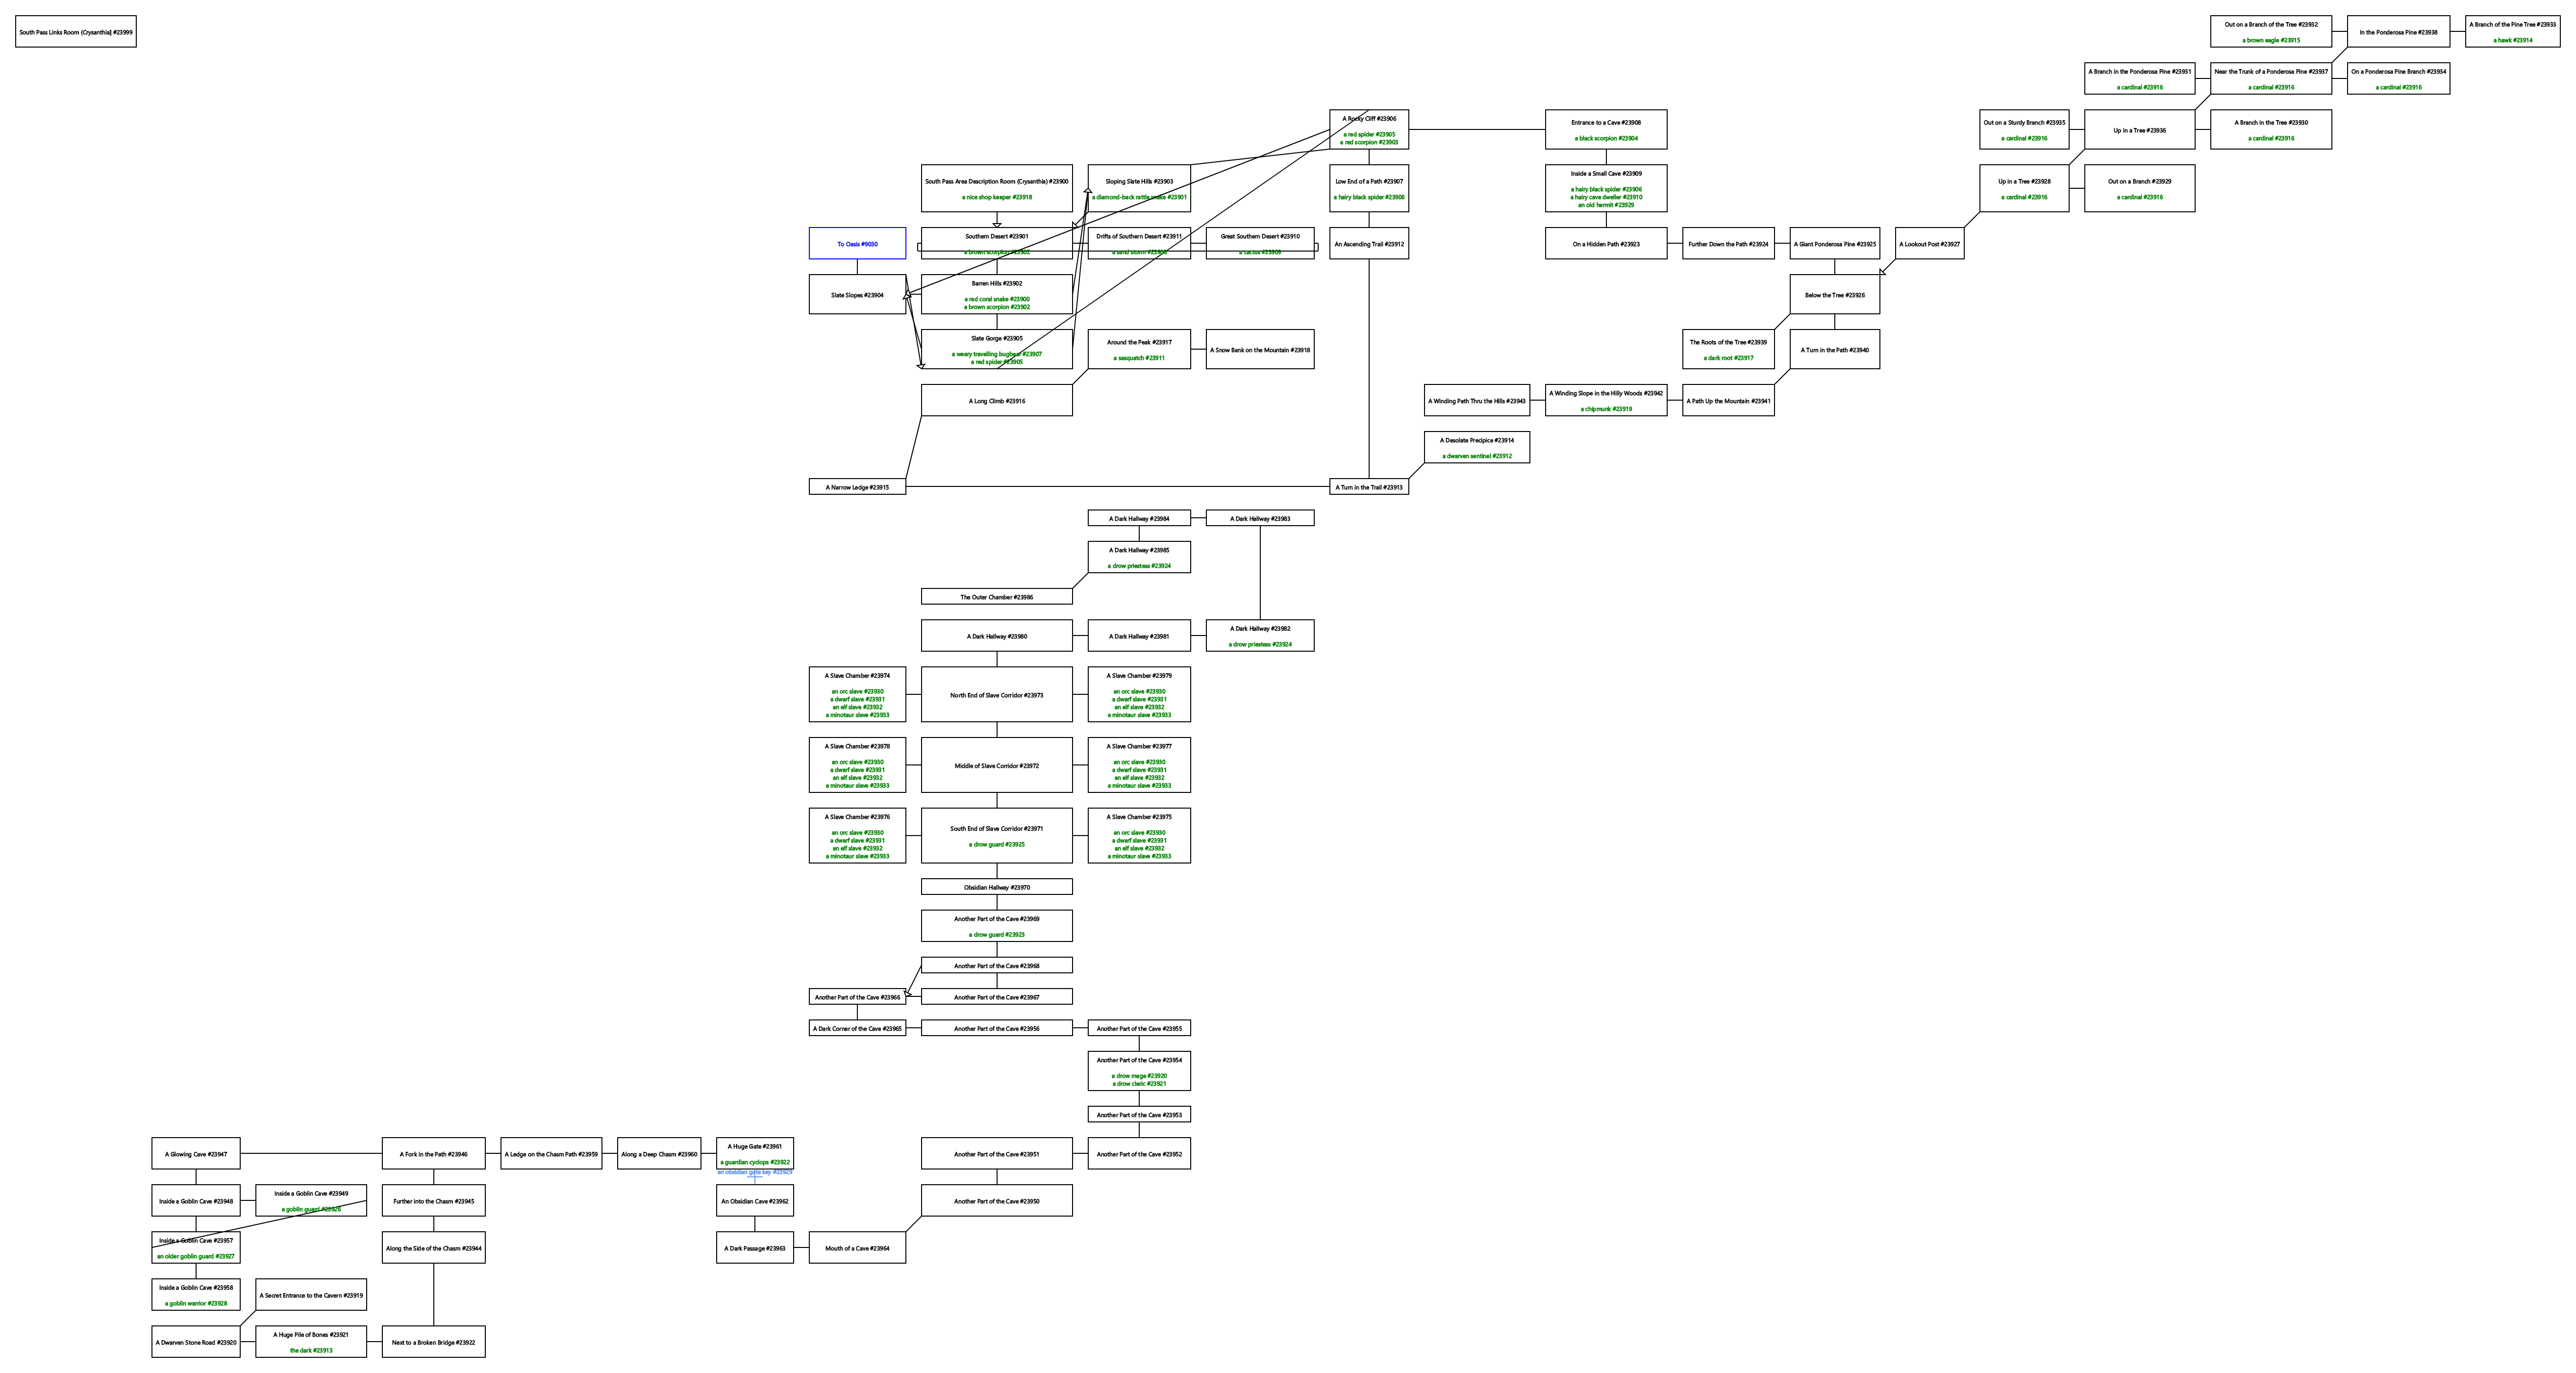 South Pass Links Room (Crysanthia) #23999
Out on a Branch of the Tree #23932
a brown eagle #23915
In the Ponderosa Pine #23938
A Branch of the Pine Tree #23933
a hawk #23914
A Branch in the Ponderosa Pine #23931
a cardinal #23916
Near the Trunk of a Ponderosa Pine #23937
a cardinal #23916
On a Ponderosa Pine Branch #23934
a cardinal #23916
A Rocky Cliff #23906
a red spider #23905
a red scorpion #23903
Entrance to a Cave #23908
a black scorpion #23904
Out on a Sturdy Branch #23935
a cardinal #23916
Up in a Tree #23936
A Branch in the Tree #23930
a cardinal #23916
South Pass Area Description Room (Crysanthia) #23900
a nice shop keeper #23918
Sloping Slate Hills #23903
a diamond-back rattle snake #23901
Low End of a Path #23907
a hairy black spider #23906
Inside a Small Cave #23909
a hairy black spider #23906
a hairy cave dweller #23910
an old hermit #23929
Up in a Tree #23928
a cardinal #23916
Out on a Branch #23929
a cardinal #23916
To Oasis #9030
Southern Desert #23901
a brown scorpion #23902
Drifts of Southern Desert #23911
a sand storm #23908
Great Southern Desert #23910
a cactus #23909
An Ascending Trail #23912
On a Hidden Path #23923
Further Down the Path #23924
A Giant Ponderosa Pine #23925
A Lookout Post #23927
Slate Slopes #23904
Barren Hills #23902
a red coral snake #23900
a brown scorpion #23902
Below the Tree #23926
Slate Gorge #23905
a weary travelling bugbear #23907
a red spider #23905
Around the Peak #23917
a sasquatch #23911
A Snow Bank on the Mountain #23918
The Roots of the Tree #23939
a dark root #23917
A Turn in the Path #23940
A Long Climb #23916
A Winding Path Thru the Hills #23943
A Winding Slope in the Hilly Woods #23942
a chipmunk #23919
A Path Up the Mountain #23941
A Desolate Precipice #23914
a dwarven sentinel #23912
A Narrow Ledge #23915
A Turn in the Trail #23913
A Dark Hallway #23984
A Dark Hallway #23983
A Dark Hallway #23985
a drow priestess #23924
The Outer Chamber #23986
A Dark Hallway #23980
A Dark Hallway #23981
A Dark Hallway #23982
a drow priestess #23924
A Slave Chamber #23974
an orc slave #23930
a dwarf slave #23931
an elf slave #23932
a minotaur slave #23933
North End of Slave Corridor #23973
A Slave Chamber #23979
an orc slave #23930
a dwarf slave #23931
an elf slave #23932
a minotaur slave #23933
A Slave Chamber #23978
an orc slave #23930
a dwarf slave #23931
an elf slave #23932
a minotaur slave #23933
Middle of Slave Corridor #23972
A Slave Chamber #23977
an orc slave #23930
a dwarf slave #23931
an elf slave #23932
a minotaur slave #23933
A Slave Chamber #23976
an orc slave #23930
a dwarf slave #23931
an elf slave #23932
a minotaur slave #23933
South End of Slave Corridor #23971
a drow guard #23925
A Slave Chamber #23975
an orc slave #23930
a dwarf slave #23931
an elf slave #23932
a minotaur slave #23933
Obsidian Hallway #23970
Another Part of the Cave #23969
a drow guard #23923
Another Part of the Cave #23968
Another Part of the Cave #23966
Another Part of the Cave #23967
A Dark Corner of the Cave #23965
Another Part of the Cave #23956
Another Part of the Cave #23955
Another Part of the Cave #23954
a drow mage #23920
a drow cleric #23921
Another Part of the Cave #23953
A Glowing Cave #23947
A Fork in the Path #23946
A Ledge on the Chasm Path #23959
Along a Deep Chasm #23960
A Huge Gate #23961
a guardian cyclops #23922
an obsidian gate key #23929
Another Part of the Cave #23951
Another Part of the Cave #23952
Inside a Goblin Cave #23948
Inside a Goblin Cave #23949
a goblin guard #23926
Further into the Chasm #23945
An Obsidian Cave #23962
Another Part of the Cave #23950
Inside a Goblin Cave #23957
an older goblin guard #23927
Along the Side of the Chasm #23944
A Dark Passage #23963
Mouth of a Cave #23964
Inside a Goblin Cave #23958
a goblin warrior #23928
A Secret Entrance to the Cavern #23919
A Dwarven Stone Road #23920
A Huge Pile of Bones #23921
the dark #23913
Next to a Broken Bridge #23922